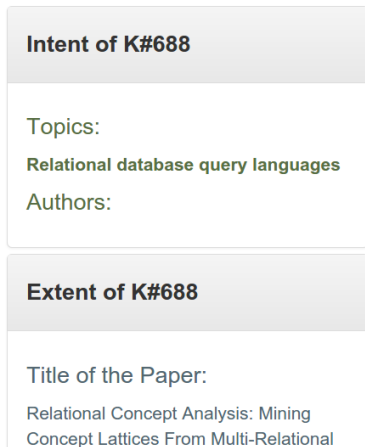 Intent of K#688
Topics:
Relational database query languages
Authors:
Extent of K#688
Title of the Paper:
Relational Concept Analysis: Mining
Concept Lattices From Multi-Relational